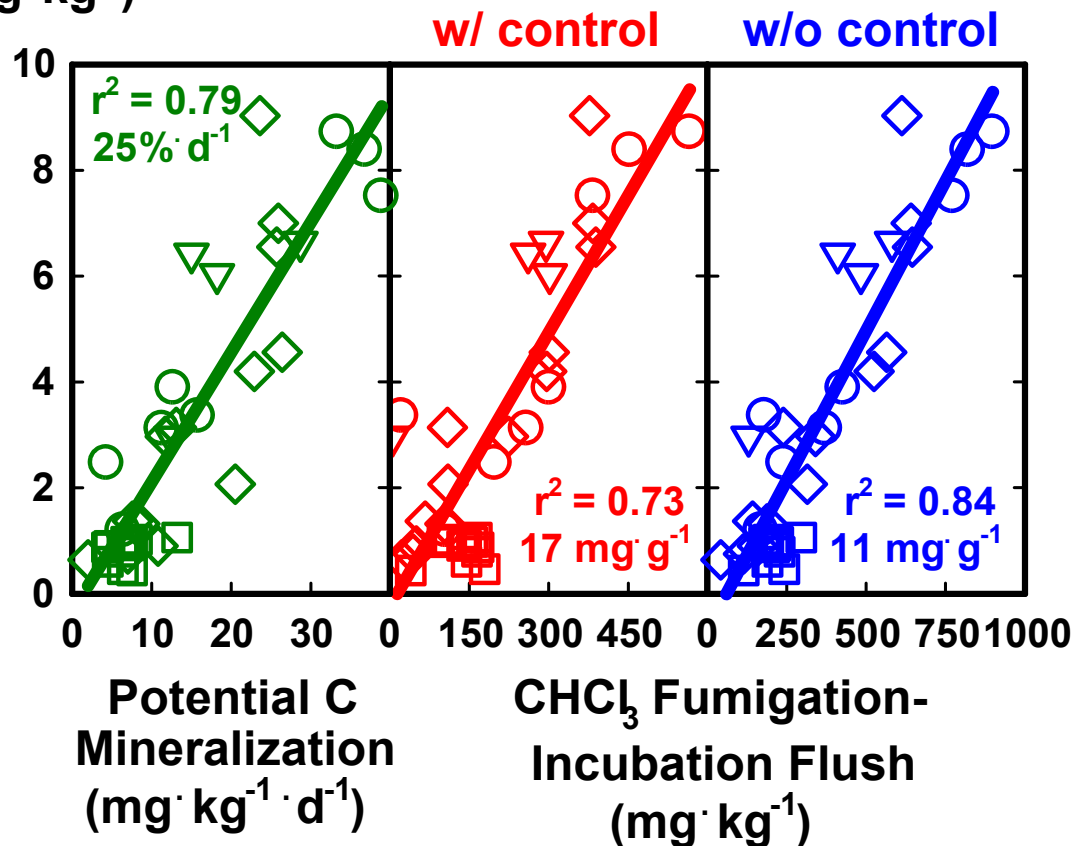 g· kg⁻¹)
w/ control w/o control
10
8
6
4
2
0
r² = 0.79
25%· d⁻¹
r² = 0.73
17 mg· g⁻¹
r² = 0.84
11 mg· g⁻¹
0 10 20 30 0 150 300 450 0 250 500 750 1000
Potential C
Mineralization
(mg· kg⁻¹· d⁻¹)
CHCl₃ Fumigation-
Incubation Flush
(mg· kg⁻¹)